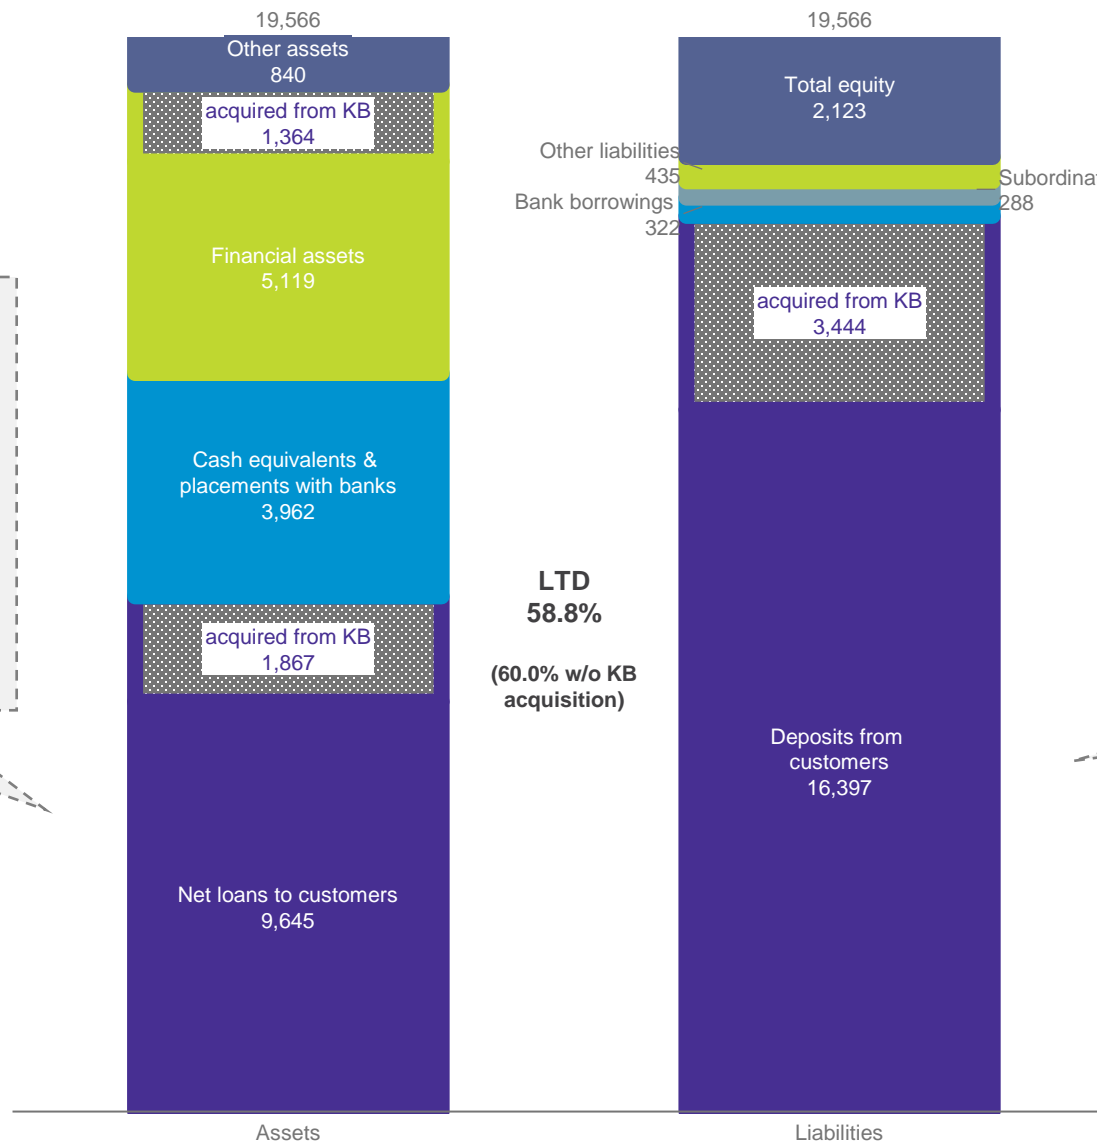 19,566
Other assets
840
acquired from KB
1,364
Financial assets
5,119
Cash equivalents &
placements with banks
3,962
acquired from KB
1,867
Net loans to customers
9,645
Assets
LTD
58.8%
(60.0% w/o KB
acquisition)
19,566
Total equity
2,123
Other liabilities
435
Subordinat
288
Bank borrowings
322
acquired from KB
3,444
Deposits from
customers
16,397
Liabilities